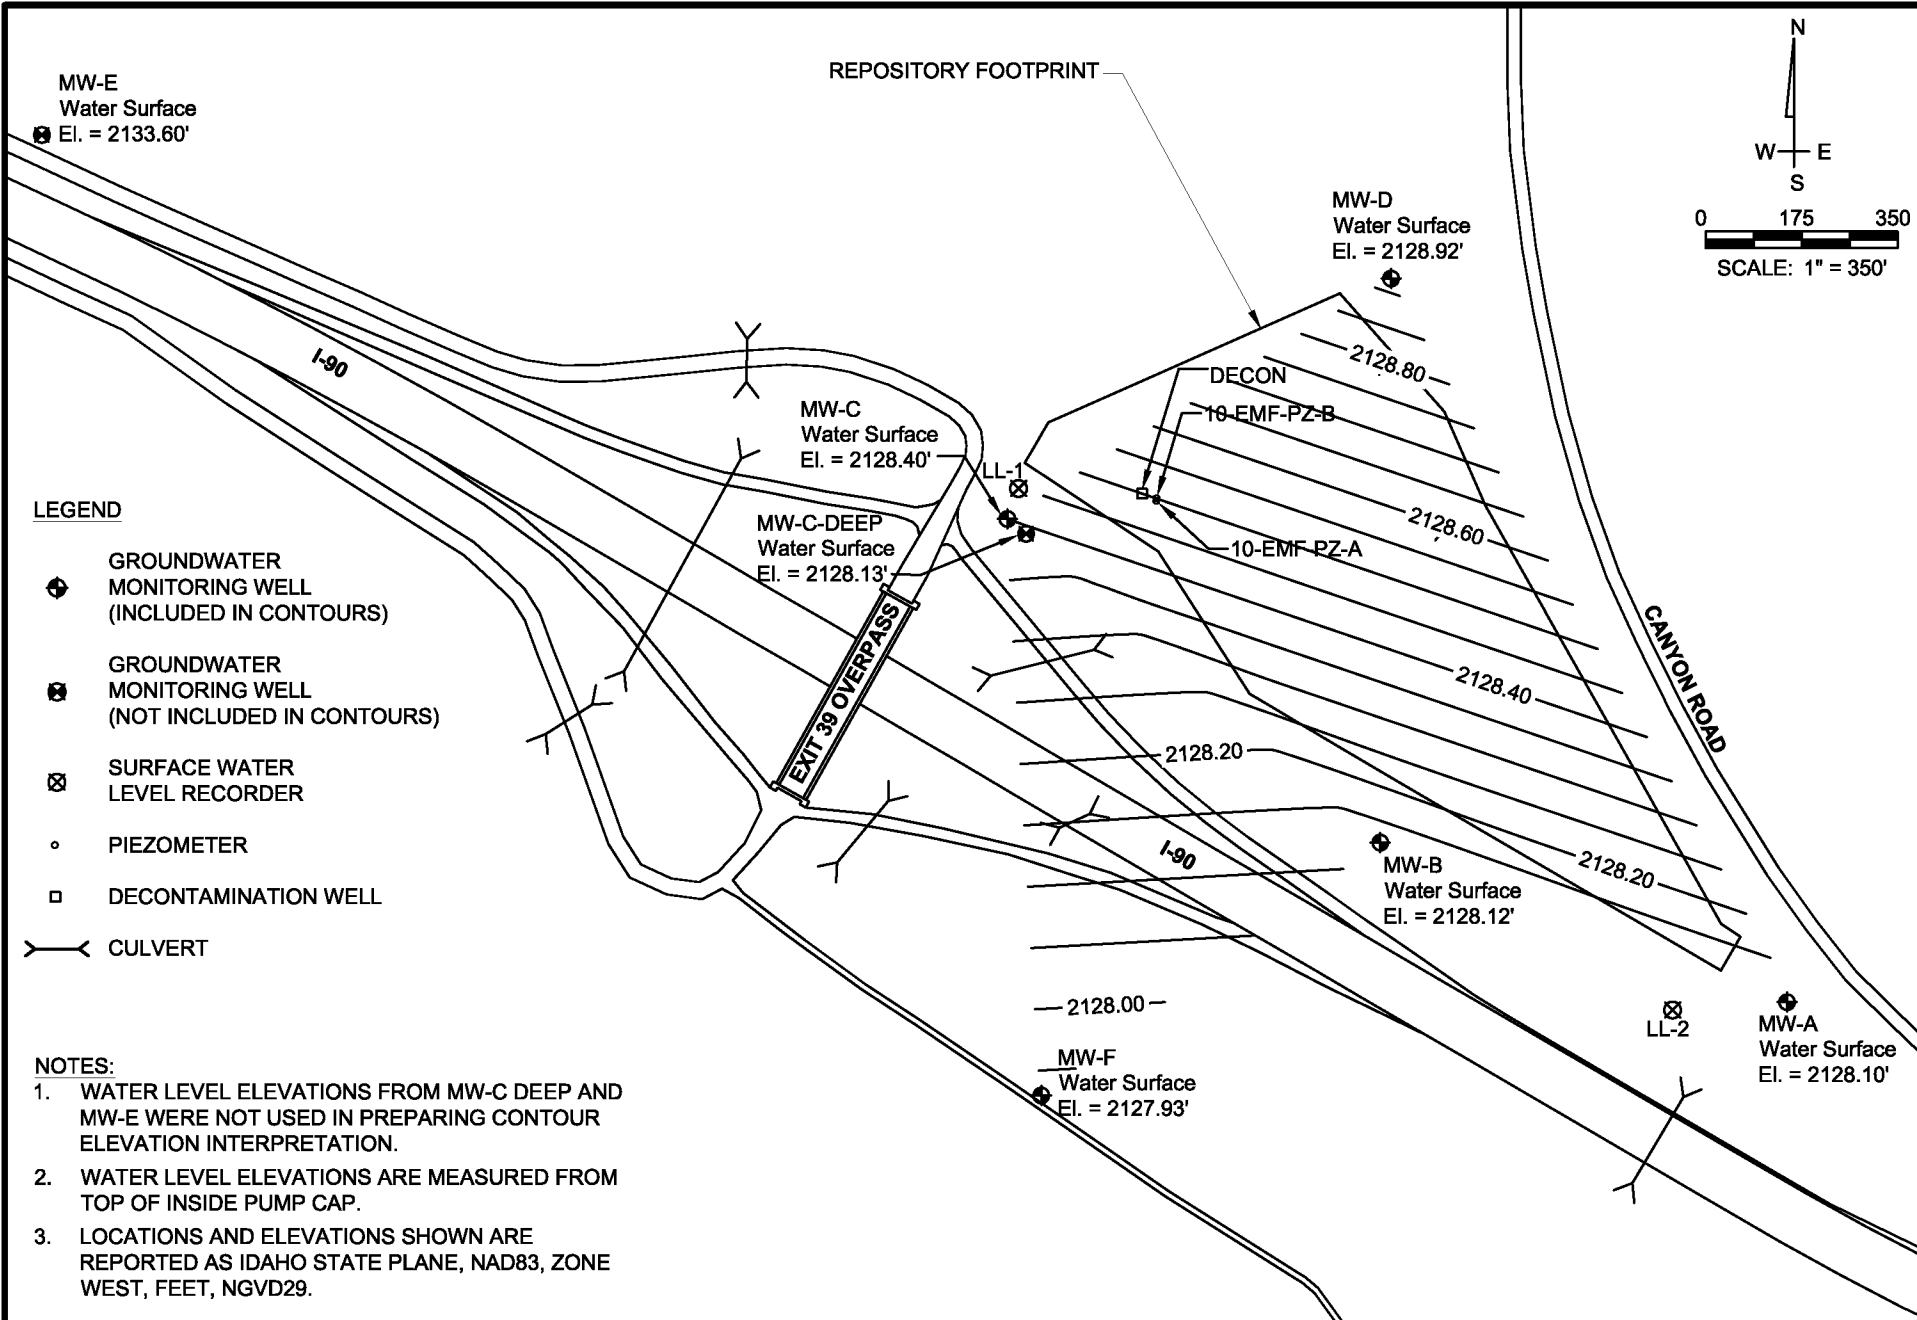 MW-E
Water Surface
El. = 2133.60'
REPOSITORY FOOTPRINT
N
W E
S
0 175 350
SCALE: 1" = 350'
MW-D
Water Surface
El. = 2128.92'
I-90
2128.80
DECON
10-EMF-PZ-B
MW-C
Water Surface
El. = 2128.40'
LL-1
MW-C-DEEP
Water Surface
El. = 2128.13'
2128.60
10-EMF-PZ-A
EXIT 39 OVERPASS
CANYON ROAD
2128.40
2128.20
I-90
MW-B
Water Surface
El. = 2128.12'
2128.20
2128.00
LL-2
MW-A
Water Surface
El. = 2128.10'
MW-F
Water Surface
El. = 2127.93'
LEGEND
GROUNDWATER
MONITORING WELL
(INCLUDED IN CONTOURS)
GROUNDWATER
MONITORING WELL
(NOT INCLUDED IN CONTOURS)
SURFACE WATER
LEVEL RECORDER
PIEZOMETER
DECONTAMINATION WELL
CULVERT
NOTES:
1. WATER LEVEL ELEVATIONS FROM MW-C DEEP AND
MW-E WERE NOT USED IN PREPARING CONTOUR
ELEVATION INTERPRETATION.
2. WATER LEVEL ELEVATIONS ARE MEASURED FROM
TOP OF INSIDE PUMP CAP.
3. LOCATIONS AND ELEVATIONS SHOWN ARE
REPORTED AS IDAHO STATE PLANE, NAD83, ZONE
WEST, FEET, NGVD29.